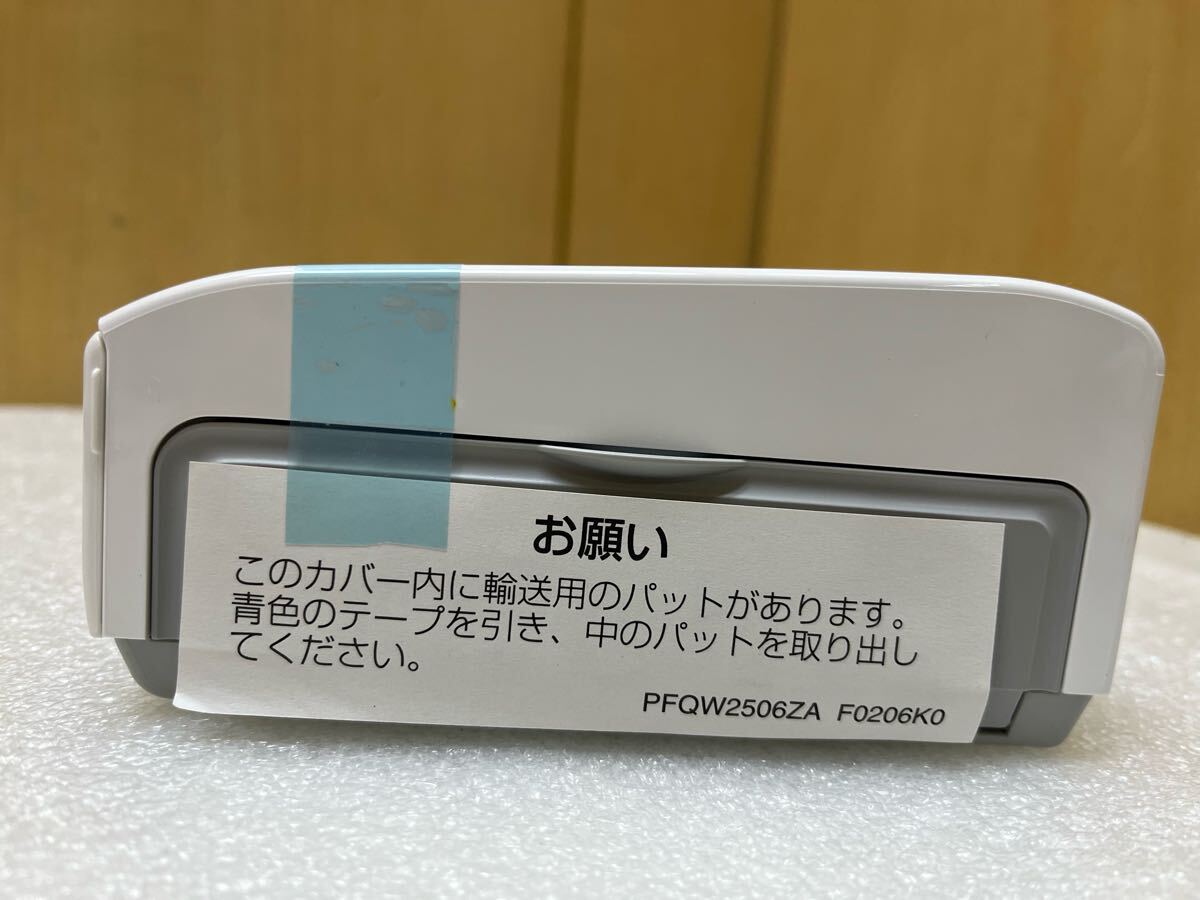 お願い
このカバー内に輸送用のパットがあります。
青色のテープを引き、中のパットを取り出し
てください。
PFQW2506ZA F0206K0